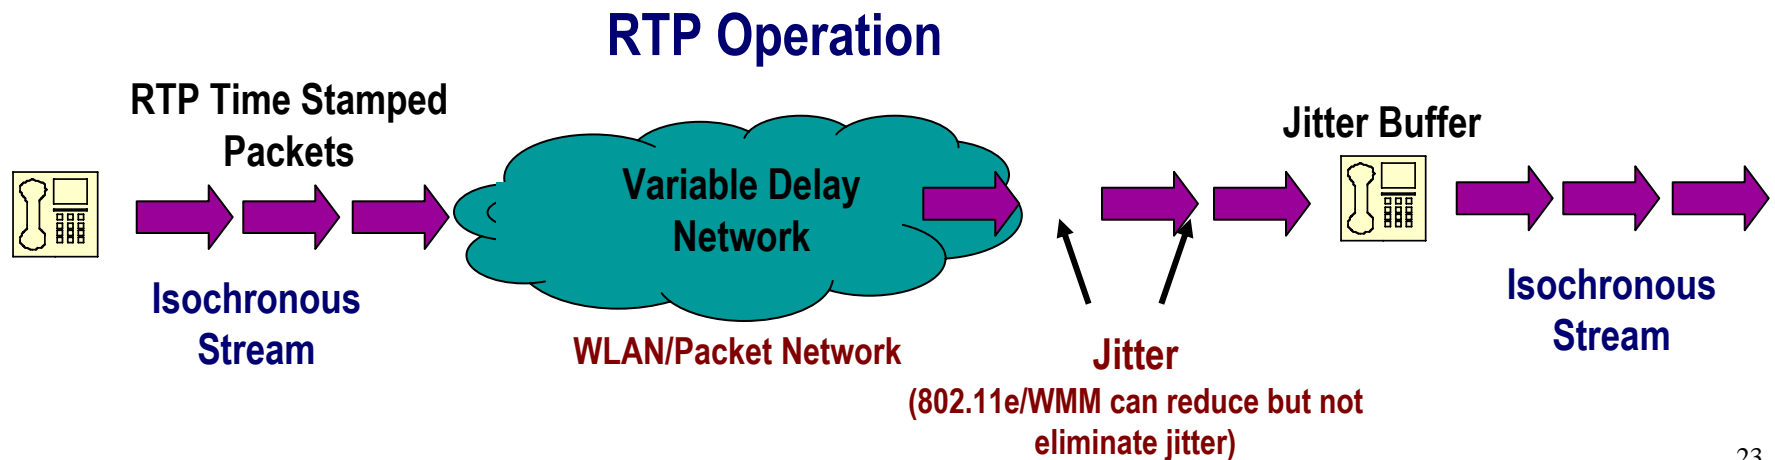 RTP Operation
RTP Time Stamped
Packets
Jitter Buffer
Variable Delay
Network
Isochronous
Stream
WLAN/Packet Network
Jitter
(802.11e/WMM can reduce but not
eliminate jitter)
Isochronous
Stream
23